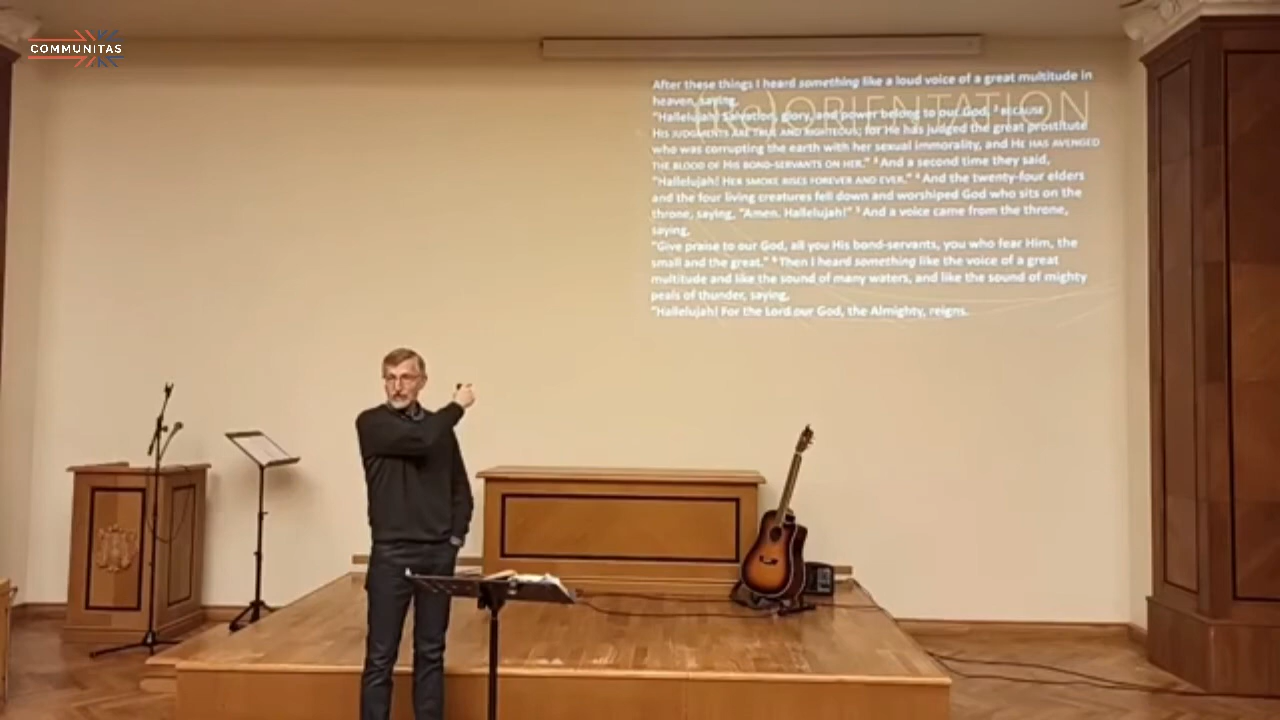 COMMUNITAS
After these things I heard something like a loud voice of a great multitude in
heaven, saying,
(Re)ORIENTATION
"Hallelujah! Salvation, glory, and power belong to our God, ² BECAUSE
HIS JUDGMENTS ARE TRUE AND RIGHTEOUS; for He has judged the great prostitute
who was corrupting the earth with her sexual immorality, and HE HAS AVENGED
THE BLOOD OF HIS BOND-SERVANTS ON HER." ³ And a second time they said,
"Hallelujah! HER SMOKE RISES FOREVER AND EVER." ⁴ And the twenty-four elders
and the four living creatures fell down and worshiped God who sits on the
throne, saying, "Amen. Hallelujah!" ⁵ And a voice came from the throne,
saying,
"Give praise to our God, all you His bond-servants, you who fear Him, the
small and the great." ⁶ Then I heard something like the voice of a great
multitude and like the sound of many waters, and like the sound of mighty
peals of thunder, saying,
"Hallelujah! For the Lord our God, the Almighty, reigns.